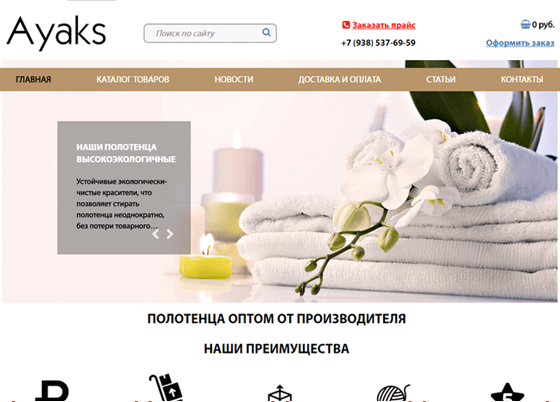 Ayaks
Поиск по сайту
Заказать прайс
+7 (938) 537-69-59
0 руб.
Оформить заказ
ГЛАВНАЯ
КАТАЛОГ ТОВАРОВ
НОВОСТИ
ДОСТАВКА И ОПЛАТА
СТАТЬИ
КОНТАКТЫ
НАШИ ПОЛОТЕНЦА
ВЫСОКОЭКОЛОГИЧНЫЕ
Устойчивые экологически-
чистые красители, что
позволяет стирать
полотенца неоднократно,
без потери товарного...
ПОЛОТЕНЦА ОПТОМ ОТ ПРОИЗВОДИТЕЛЯ
НАШИ ПРЕИМУЩЕСТВА
5